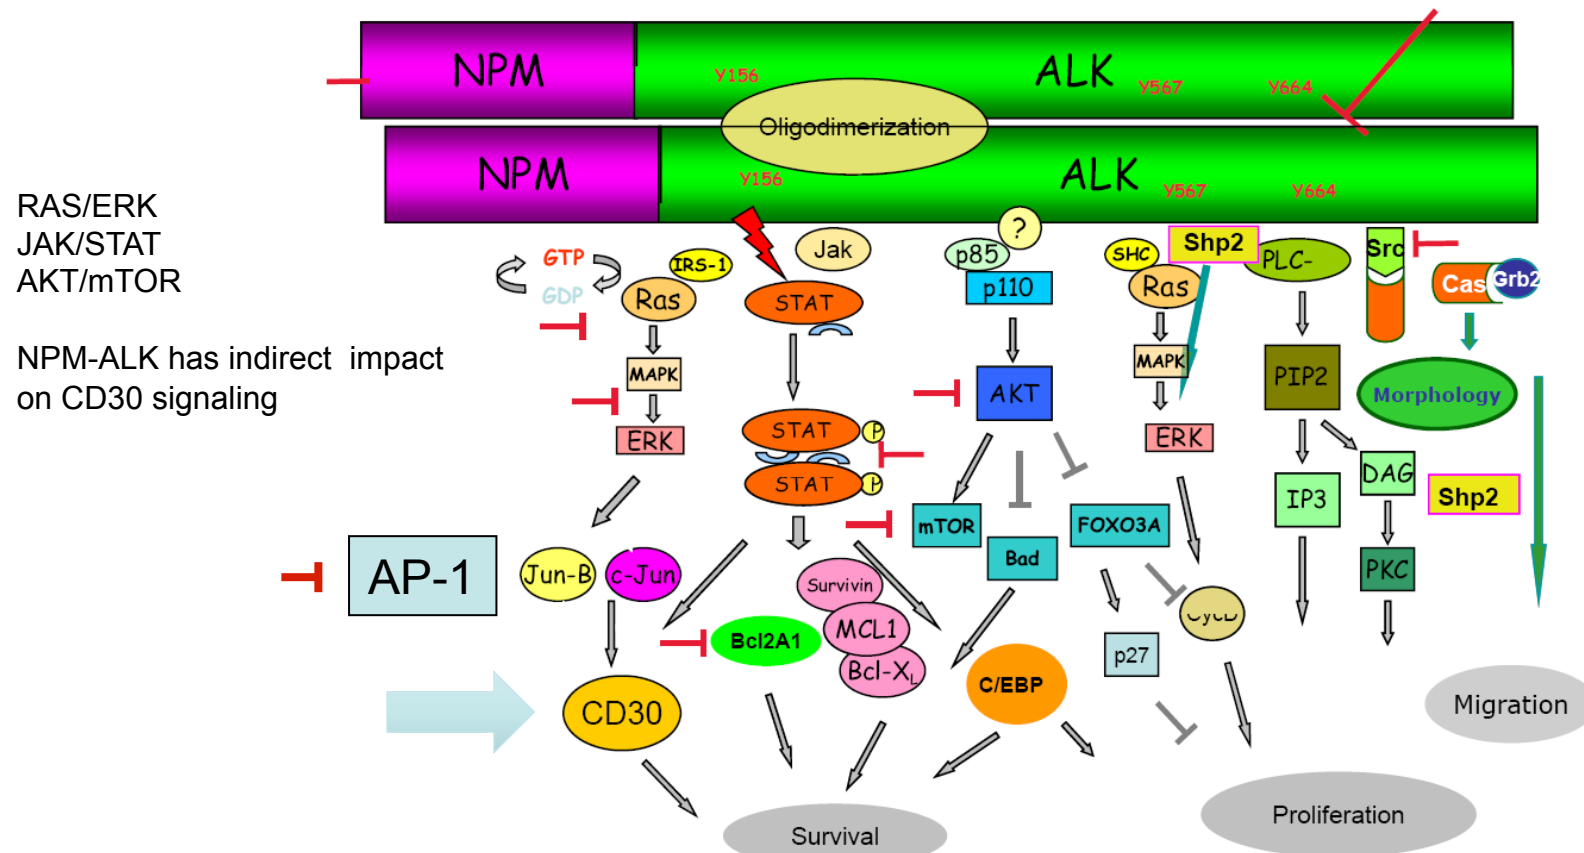 NPM
ALK
Y156
Y567
Y664
Oligodimerization
NPM
ALK
Y156
Y567
Y664
RAS/ERK
JAK/STAT
AKT/mTOR
NPM-ALK has indirect impact
on CD30 signaling
GTP
GDP
IRS-1
Ras
Jak
STAT
?
p85
p110
SHC
Ras
Shp2
PLC-
Src
Cas
Grb2
MAPK
ERK
STAT
P
STAT
P
AKT
MAPK
ERK
PIP2
Morphology
IP3
DAG
Shp2
PKC
mTOR
Bad
FOXO3A
AP-1
Jun-B
c-Jun
Survivin
MCL1
Bcl-XL
Bcl2A1
C/EBP
p27
CD30
Migration
Proliferation
Survival